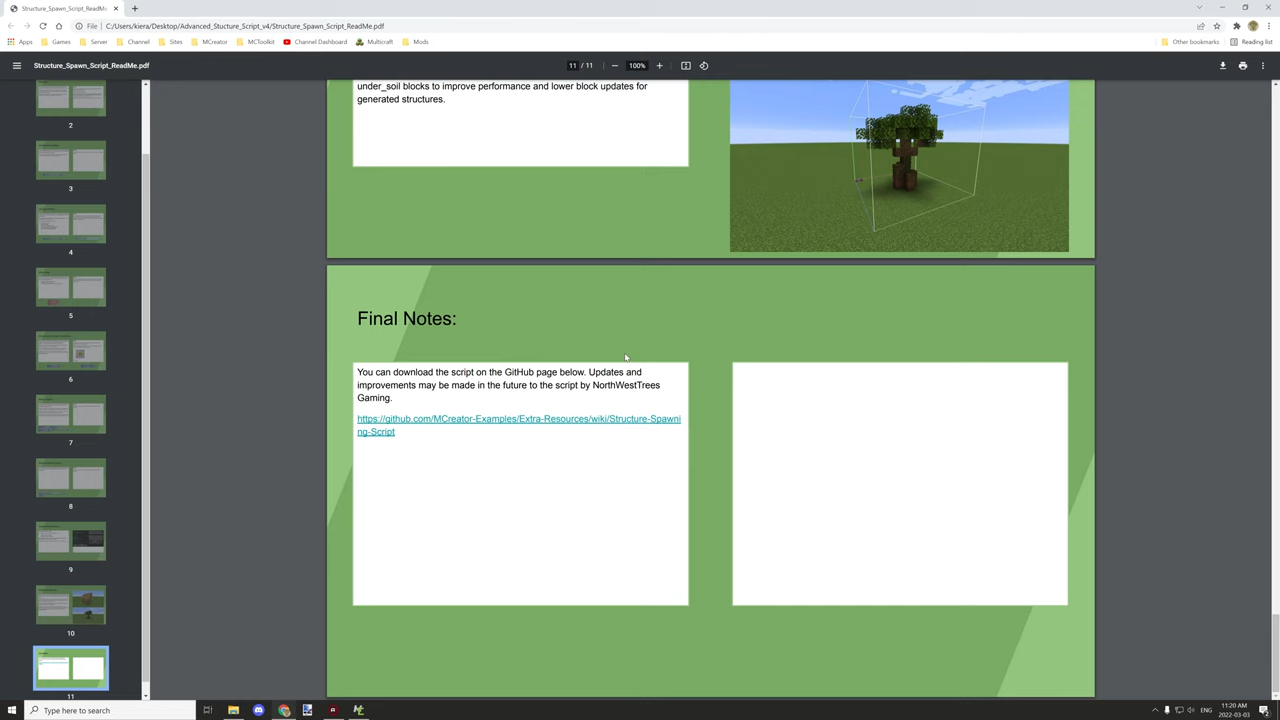 Structure_Spawn_Script_ReadMe.pdf
File
C:/Users/kiera/Desktop/Advanced_Stucture_Script_v4/Structure_Spawn_Script_ReadMe.pdf
Apps
Games
Server
Channel
Sites
MCreator
MCToolkit
Channel Dashboard
Multicraft
Mods
Other bookmarks
Reading list
Structure_Spawn_Script_ReadMe.pdf
11 / 11
100%
2
3
4
5
6
7
8
9
10
11
under_soil blocks to improve performance and lower block updates for
generated structures.
Final Notes:
You can download the script on the GitHub page below. Updates and
improvements may be made in the future to the script by NorthWestTrees
Gaming.
https://github.com/MCreator-Examples/Extra-Resources/wiki/Structure-Spawni
ng-Script
Type here to search
ENG
11:20 AM
2022-03-03
2